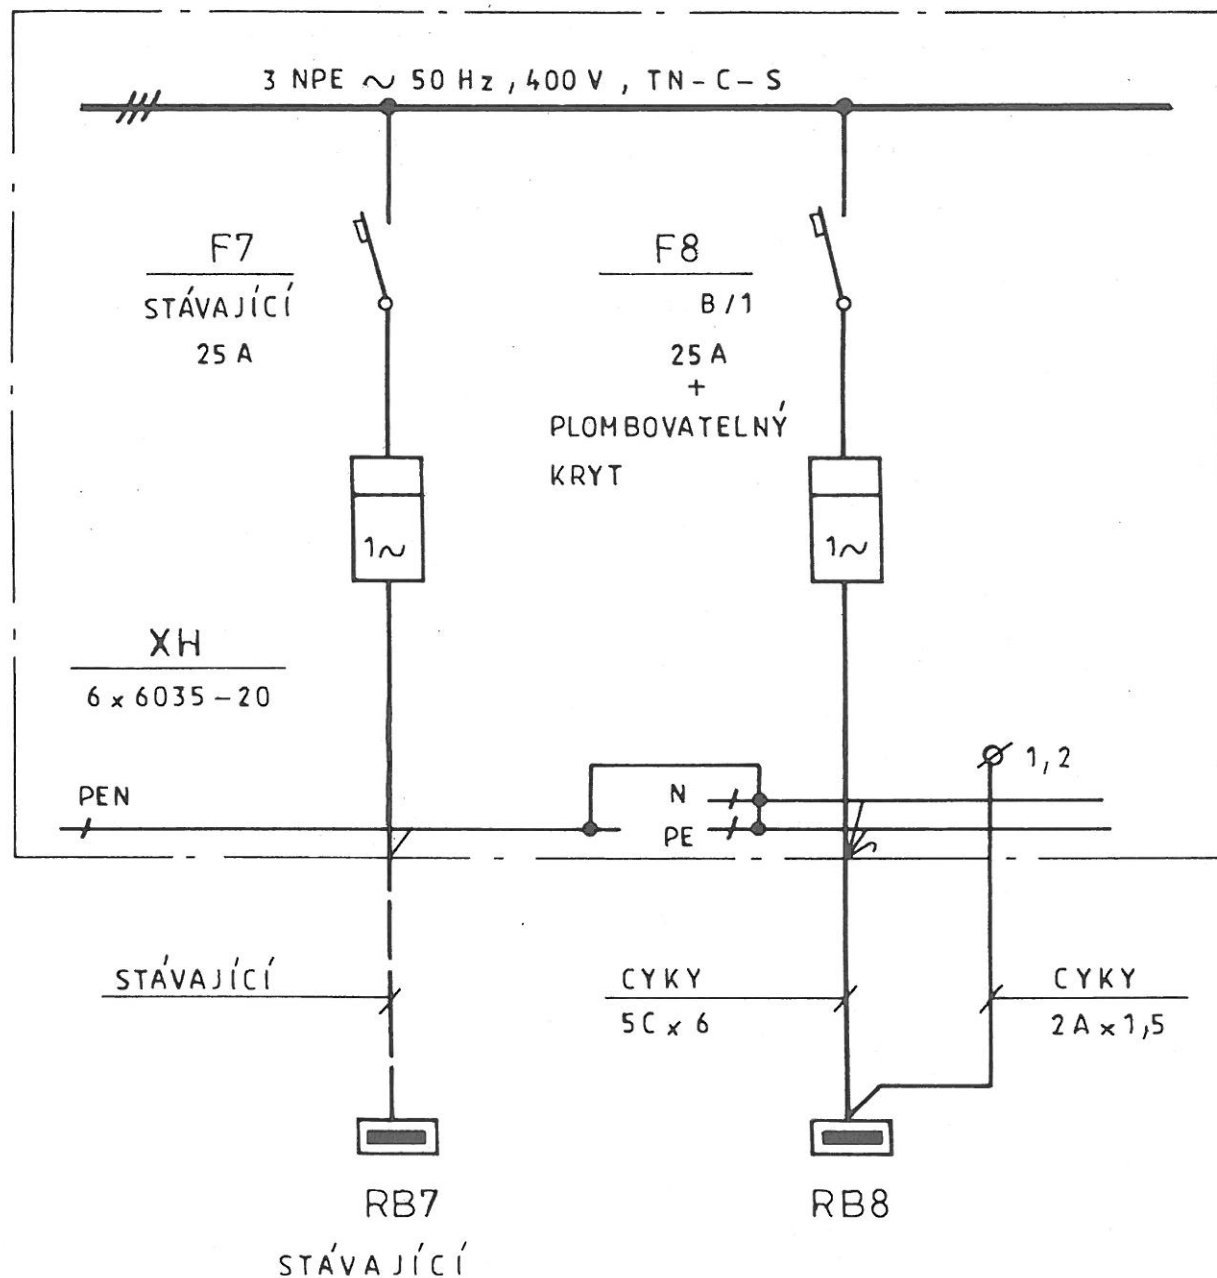 3 NPE ~ 50 Hz, 400 V, TN-C-S
F7
STÁVAJÍCÍ
25 A
F8
B/1
25 A
+
PLOMBOVATELNÝ
KRYT
1~
1~
XH
6 x 6035-20
1,2
PEN
N
PE
STÁVAJÍCÍ
CYKY
5C x 6
CYKY
2A x 1,5
RB7
STÁVAJÍCÍ
RB8